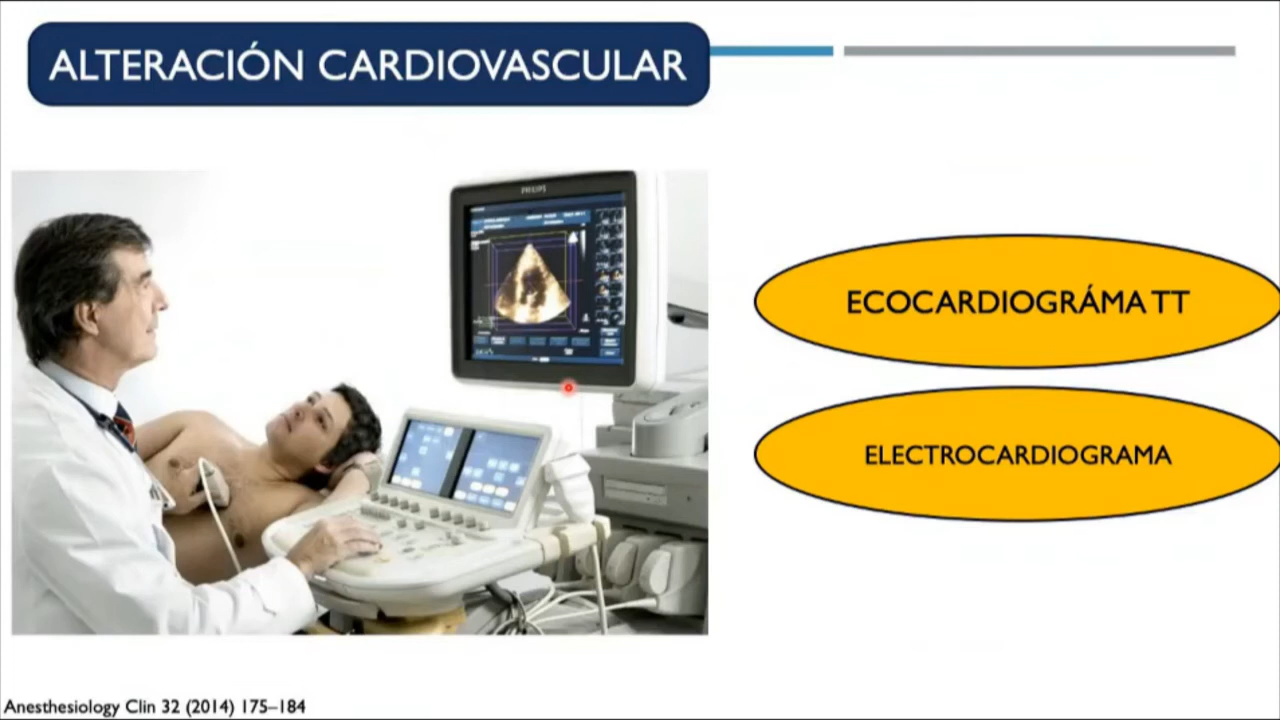 ALTERACIÓN CARDIOVASCULAR
PHILIPS
ECOCARDIOGRÁMA TT
ELECTROCARDIOGRAMA
Anesthesiology Clin 32 (2014) 175–184